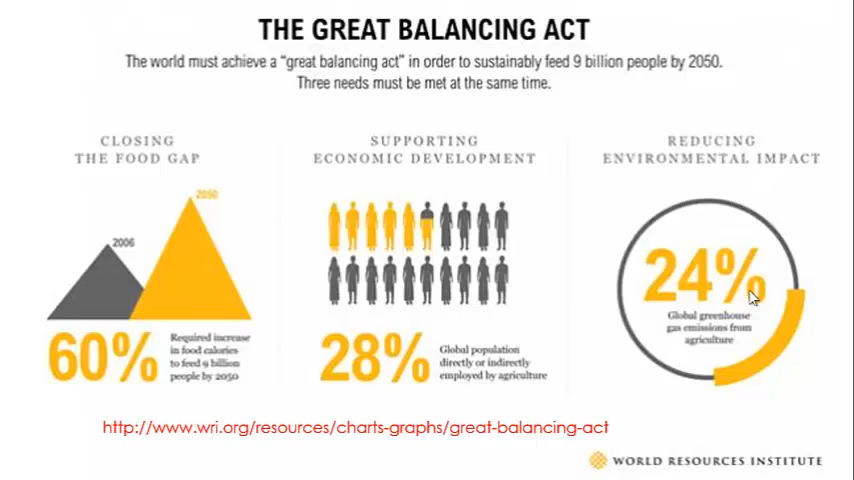 THE GREAT BALANCING ACT
The world must achieve a “great balancing act” in order to sustainably feed 9 billion people by 2050.
Three needs must be met at the same time.
CLOSING
THE FOOD GAP
2050
2006
60%
Required increase
in food calories
to feed 9 billion
people by 2050
SUPPORTING
ECONOMIC DEVELOPMENT
28%
Global population
directly or indirectly
employed by agriculture
REDUCING
ENVIRONMENTAL IMPACT
24%
Global greenhouse
gas emissions from
agriculture
http://www.wri.org/resources/charts-graphs/great-balancing-act
WORLD RESOURCES INSTITUTE